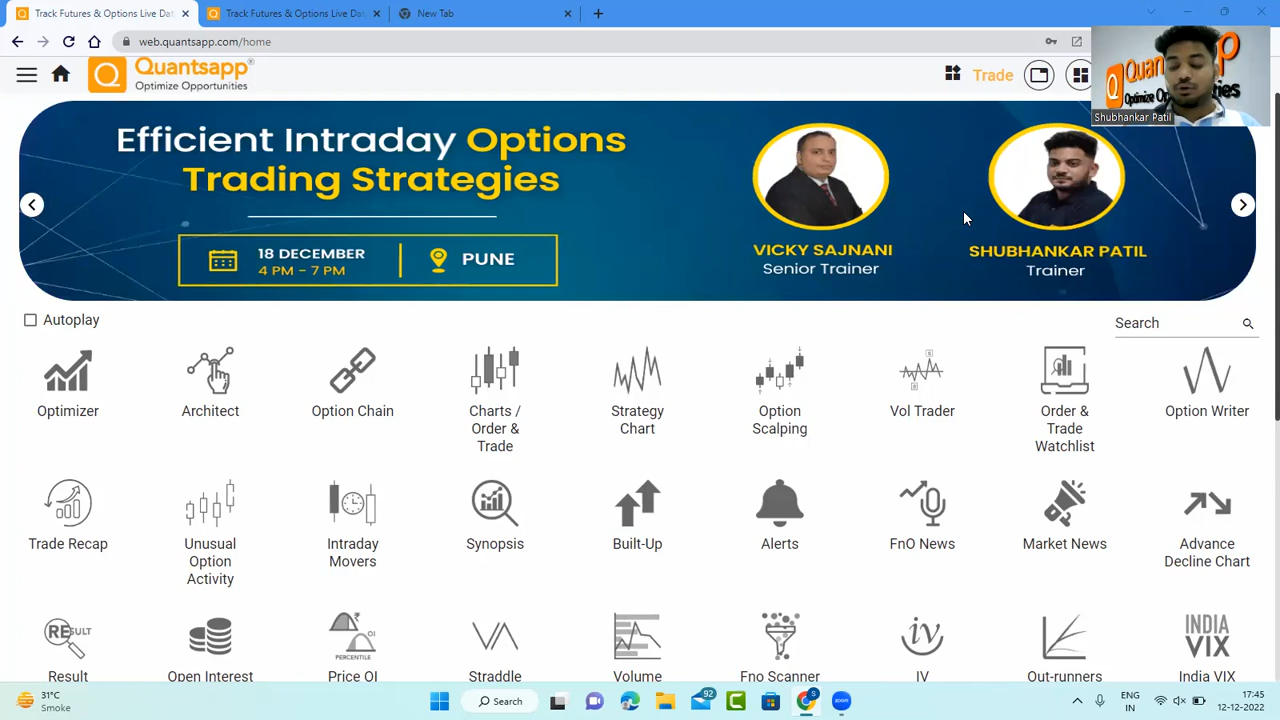 Track Futures & Options Live Dat
Track Futures & Options Live Dat
New Tab
web.quantsapp.com/home
Quantsapp
Optimize Opportunities
Trade
Shubhankar Patil
Efficient Intraday Options
Trading Strategies
18 DECEMBER
4 PM – 7 PM
PUNE
VICKY SAJNANI
Senior Trainer
SHUBHANKAR PATIL
Trainer
Autoplay
Search
Optimizer
Architect
Option Chain
Charts /
Order &
Trade
Strategy
Chart
Option
Scalping
Vol Trader
Order &
Trade
Watchlist
Option Writer
Trade Recap
Unusual
Option
Activity
Intraday
Movers
Synopsis
Built-Up
Alerts
FnO News
Market News
Advance
Decline Chart
RESULT
Result
Open Interest
OI
PERCENTILE
Price OI
Straddle
Volume
Fno Scanner
iv
IV
Out-runners
INDIA
VIX
India VIX
31°C
Smoke
Search
92
S
ENG
IN
17:45
12-12-2022